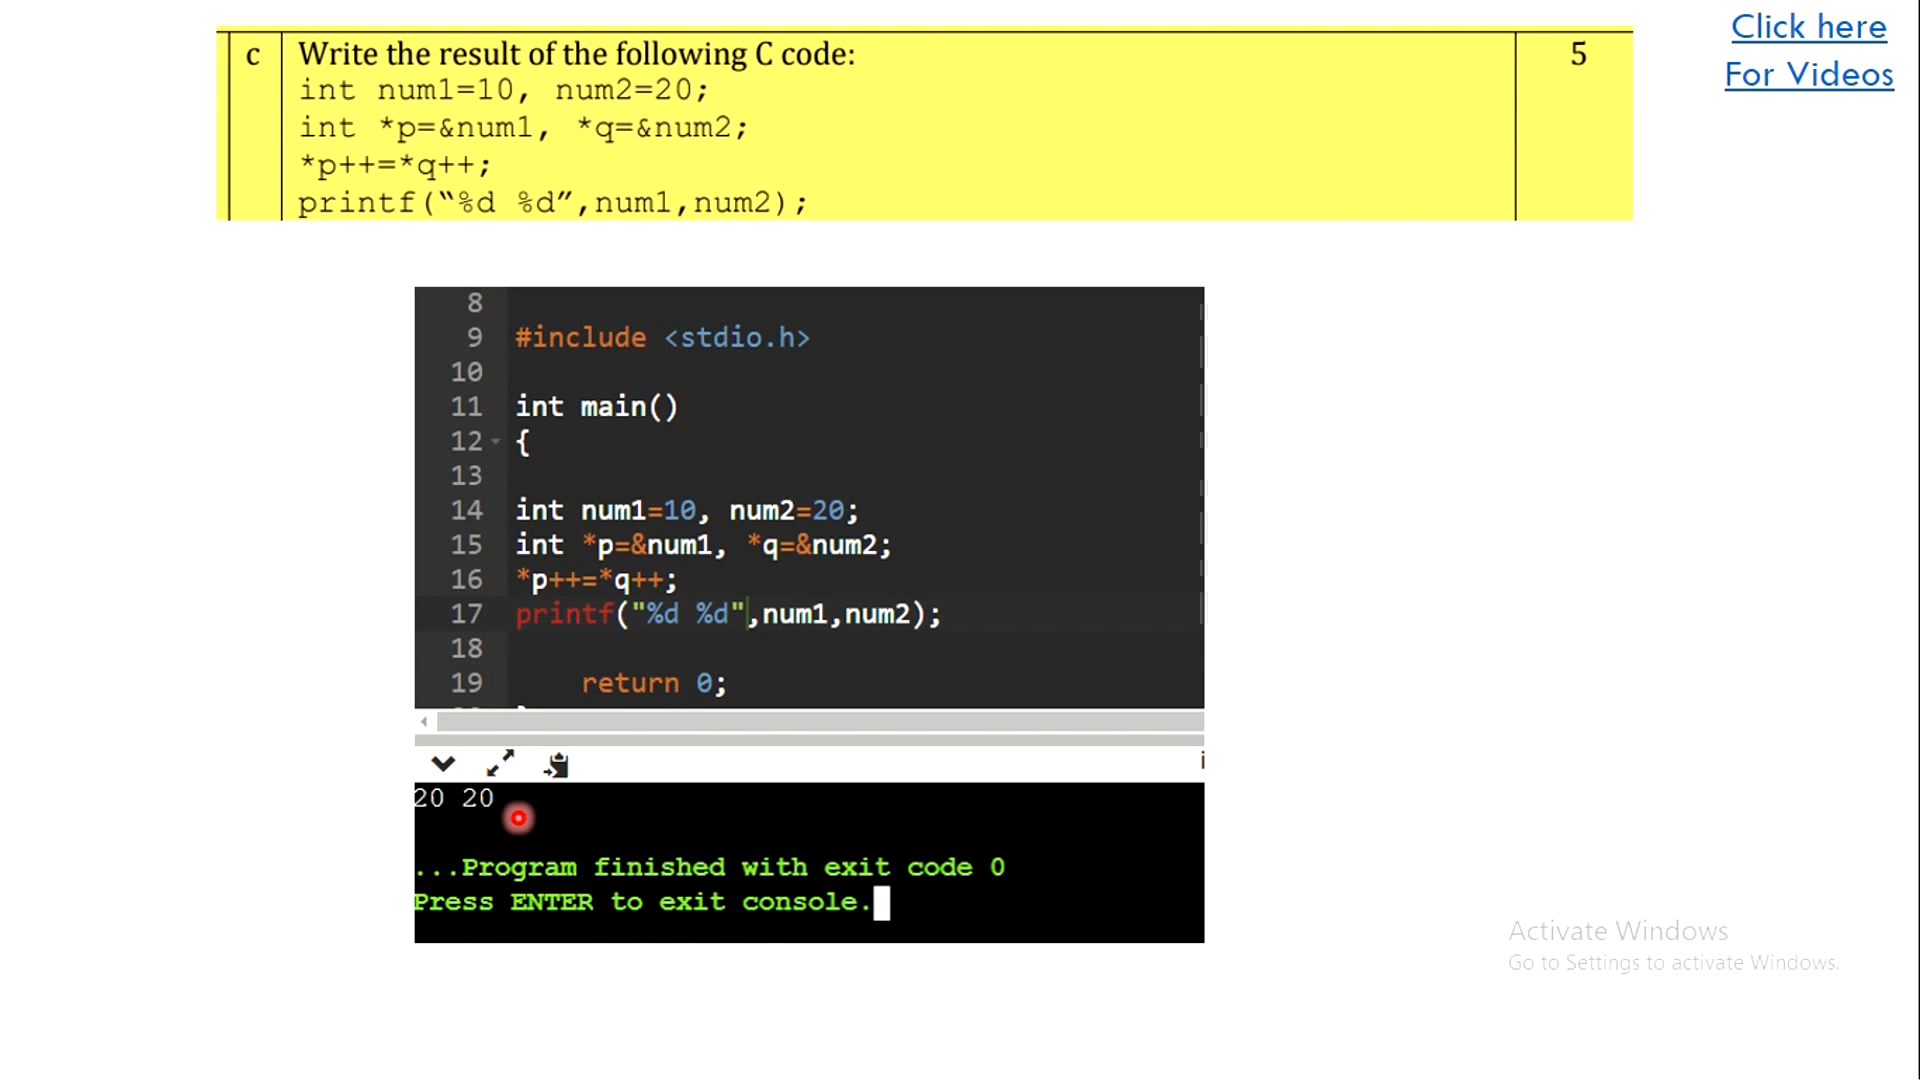 Click here
For Videos
c Write the result of the following C code: 5
int num1=10, num2=20;
int *p=&num1, *q=&num2;
*p++=*q++;
printf(“%d %d”,num1,num2);
8
9 #include <stdio.h>
10
11 int main()
12 {
13
14 int num1=10, num2=20;
15 int *p=&num1, *q=&num2;
16 *p++=*q++;
17 printf("%d %d",num1,num2);
18
19 return 0;
20 20
...Program finished with exit code 0
Press ENTER to exit console.
Activate Windows
Go to Settings to activate Windows.